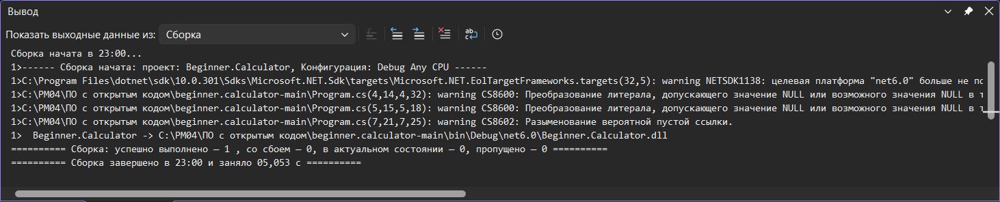 Вывод
Показать выходные данные из: Сборка
Сборка начата в 23:00...
1>------ Сборка начата: проект: Beginner.Calculator, Конфигурация: Debug Any CPU ------
1>C:\Program Files\dotnet\sdk\10.0.301\Sdks\Microsoft.NET.Sdk\targets\Microsoft.NET.EolTargetFrameworks.targets(32,5): warning NETSDK1138: целевая платформа "net6.0" больше не по
1>C:\PM04\ПО с открытым кодом\beginner.calculator-main\Program.cs(4,14,4,32): warning CS8600: Преобразование литерала, допускающего значение NULL или возможного значения NULL в т
1>C:\PM04\ПО с открытым кодом\beginner.calculator-main\Program.cs(5,15,5,18): warning CS8600: Преобразование литерала, допускающего значение NULL или возможного значения NULL в т
1>C:\PM04\ПО с открытым кодом\beginner.calculator-main\Program.cs(7,21,7,25): warning CS8602: Разыменование вероятной пустой ссылки.
1>  Beginner.Calculator -> C:\PM04\ПО с открытым кодом\beginner.calculator-main\bin\Debug\net6.0\Beginner.Calculator.dll
========== Сборка: успешно выполнено — 1 , со сбоем — 0, в актуальном состоянии — 0, пропущено — 0 ==========
========== Сборка завершено в 23:00 и заняло 05,053 с ==========